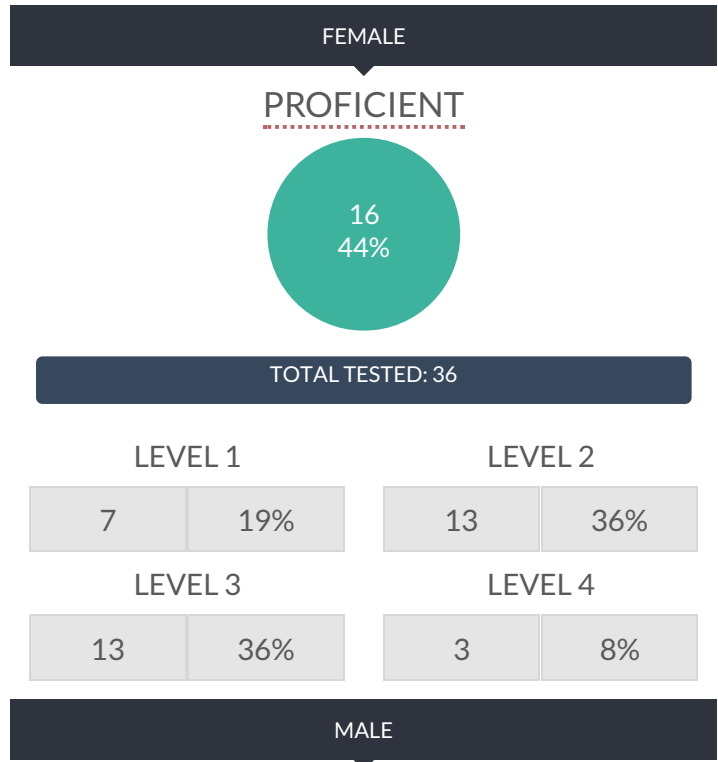 FEMALE
PROFICIENT
16
44%
TOTAL TESTED: 36
LEVEL 1
7 19%
LEVEL 2
13 36%
LEVEL 3
13 36%
LEVEL 4
3 8%
MALE